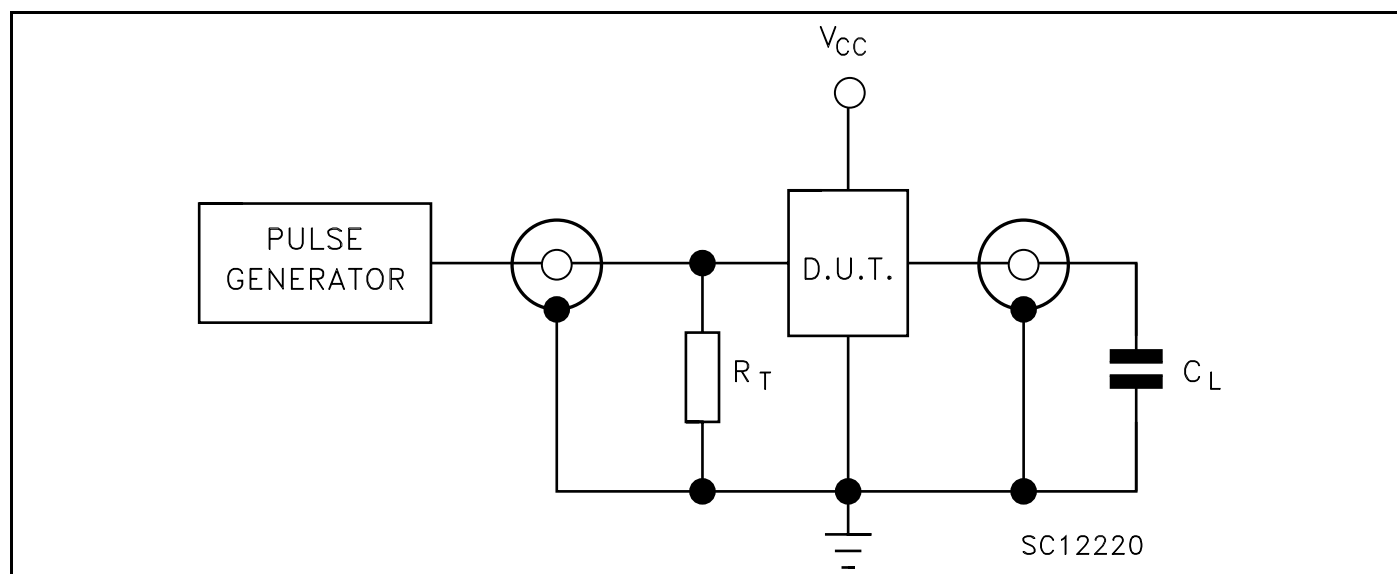 VCC
PULSE
GENERATOR
D.U.T.
RT
CL
SC12220